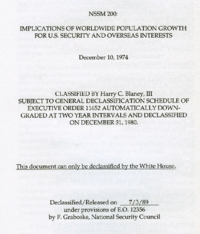 NSSM 200:
IMPLICATIONS OF WORLDWIDE POPULATION GROWTH
FOR U.S. SECURITY AND OVERSEAS INTERESTS
December 10, 1974
CLASSIFIED BY Harry C. Blaney, III
SUBJECT TO GENERAL DECLASSIFICATION SCHEDULE OF
EXECUTIVE ORDER 11652 AUTOMATICALLY DOWN-
GRADED AT TWO YEAR INTERVALS AND DECLASSIFIED
ON DECEMBER 31, 1980.
This document can only be declassified by the White House.
Declassified/Released on 7/3/89
under provisions of E.O. 12356
by F. Graboske, National Security Council